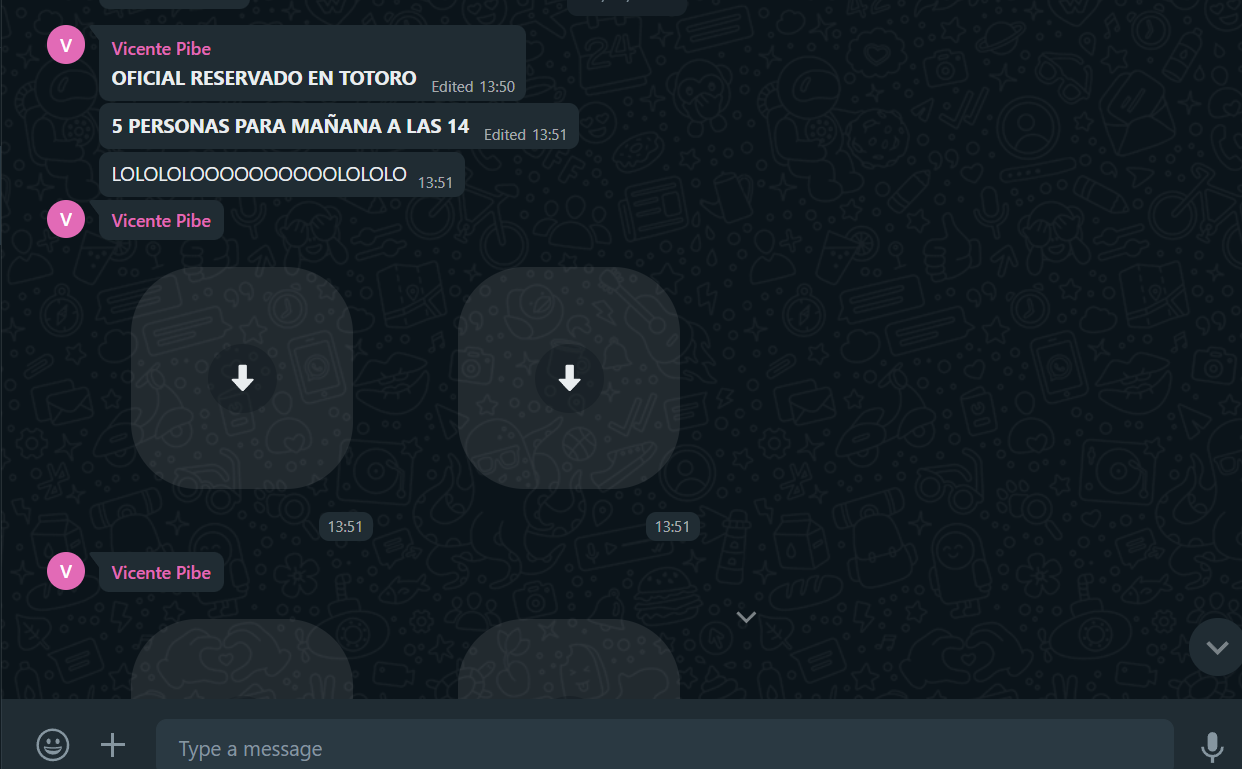 V
Vicente Pibe
OFICIAL RESERVADO EN TOTORO Edited 13:50
5 PERSONAS PARA MAÑANA A LAS 14 Edited 13:51
LOLOLOLOOOOOOOOOOLOLOLO 13:51
V
Vicente Pibe
13:51 13:51
V
Vicente Pibe
Type a message